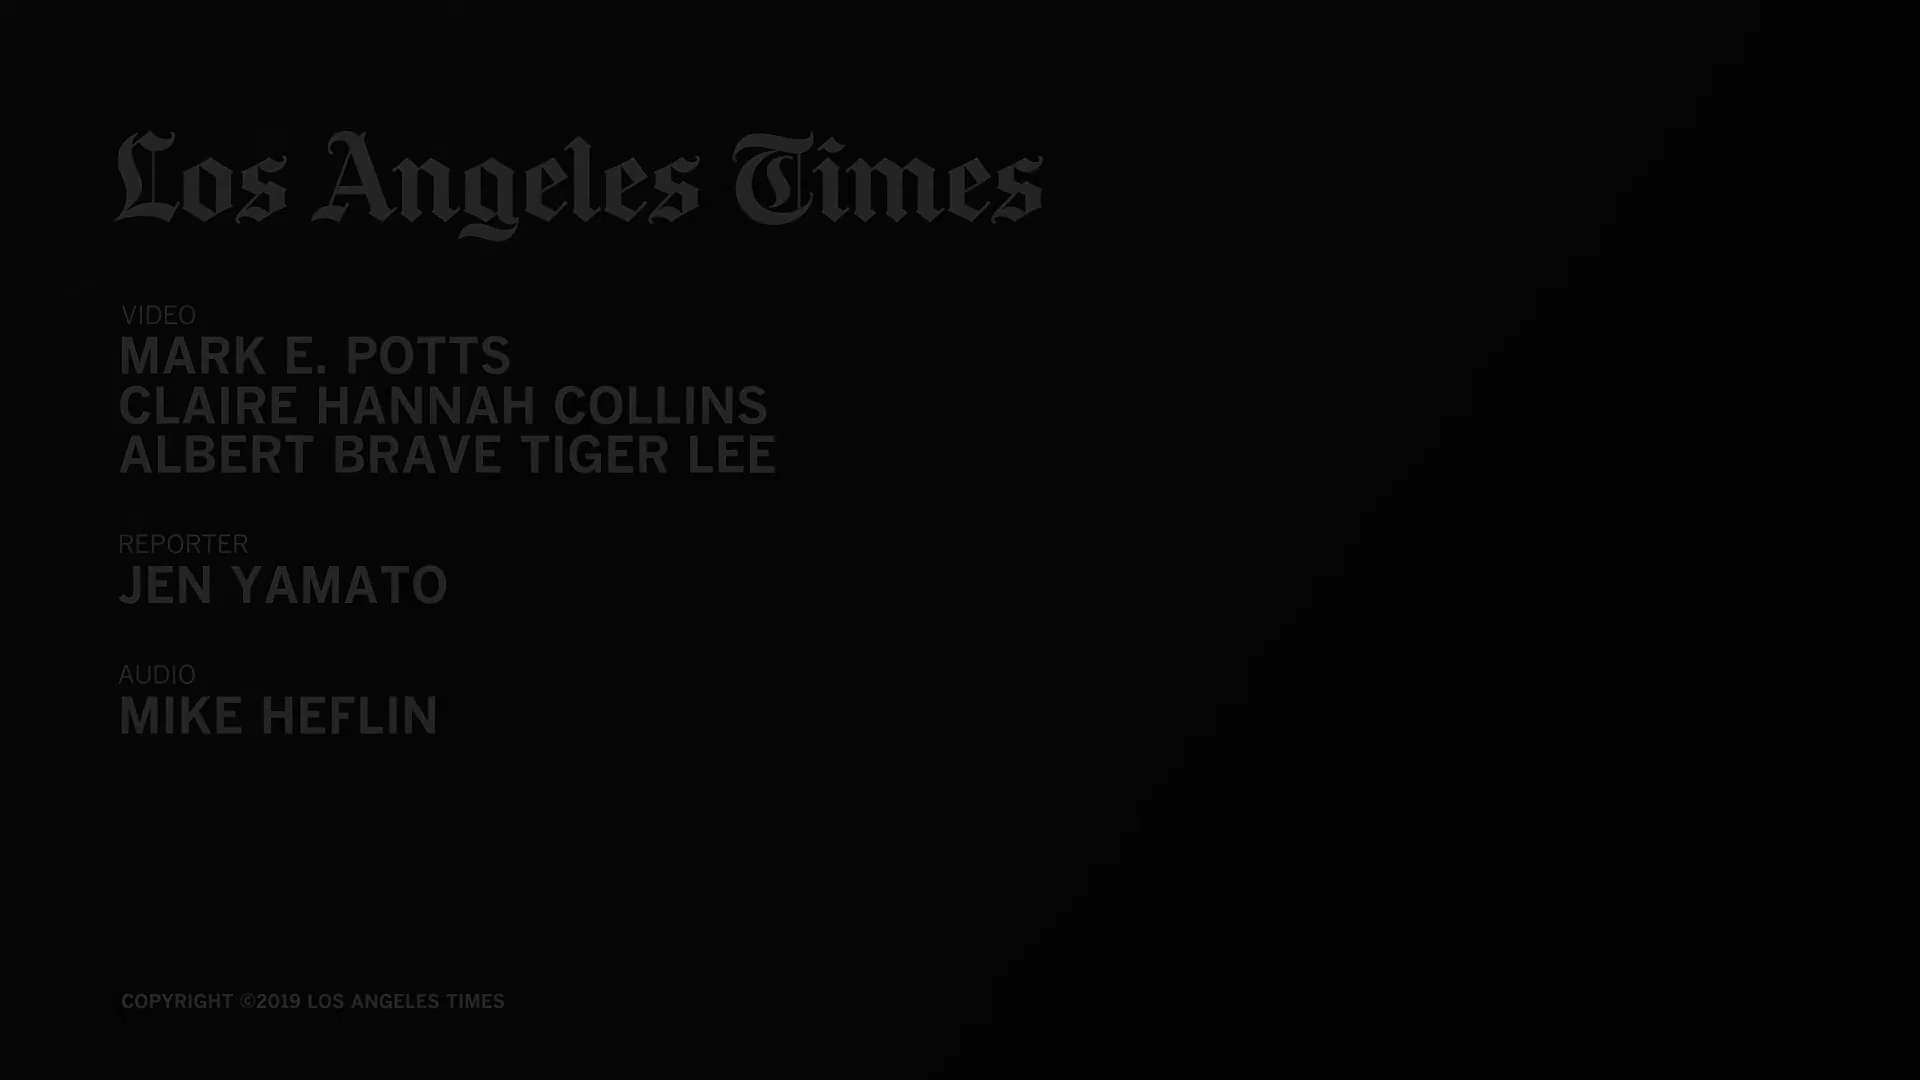 Los Angeles Times
VIDEO
MARK E. POTTS
CLAIRE HANNAH COLLINS
ALBERT BRAVE TIGER LEE
REPORTER
JEN YAMATO
AUDIO
MIKE HEFLIN
COPYRIGHT ©2019 LOS ANGELES TIMES